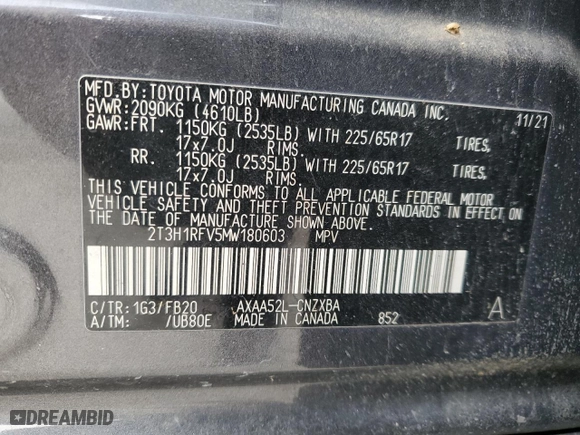 MFD.BY:TOYOTA MOTOR MANUFACTURING CANADA INC. 11/21
GVWR:2090KG (4610LB)
GAWR:FRT. 1150KG (2535LB) WITH 225/65R17 TIRES,
17x7.0J RIMS.
RR. 1150KG (2535LB) WITH 225/65R17 TIRES,
17x7.0J RIMS.
THIS VEHICLE CONFORMS TO ALL APPLICABLE FEDERAL MOTOR
VEHICLE SAFETY AND THEFT PREVENTION STANDARDS IN EFFECT ON
THE DATE OF MANUFACTURE SHOWN ABOVE.
2T3H1RFV5MW180603 MPV
C/TR:1G3/FB20 AXAA52L-CNZXBA
A/TM: /UB80E MADE IN CANADA 852 A
DREAMBID